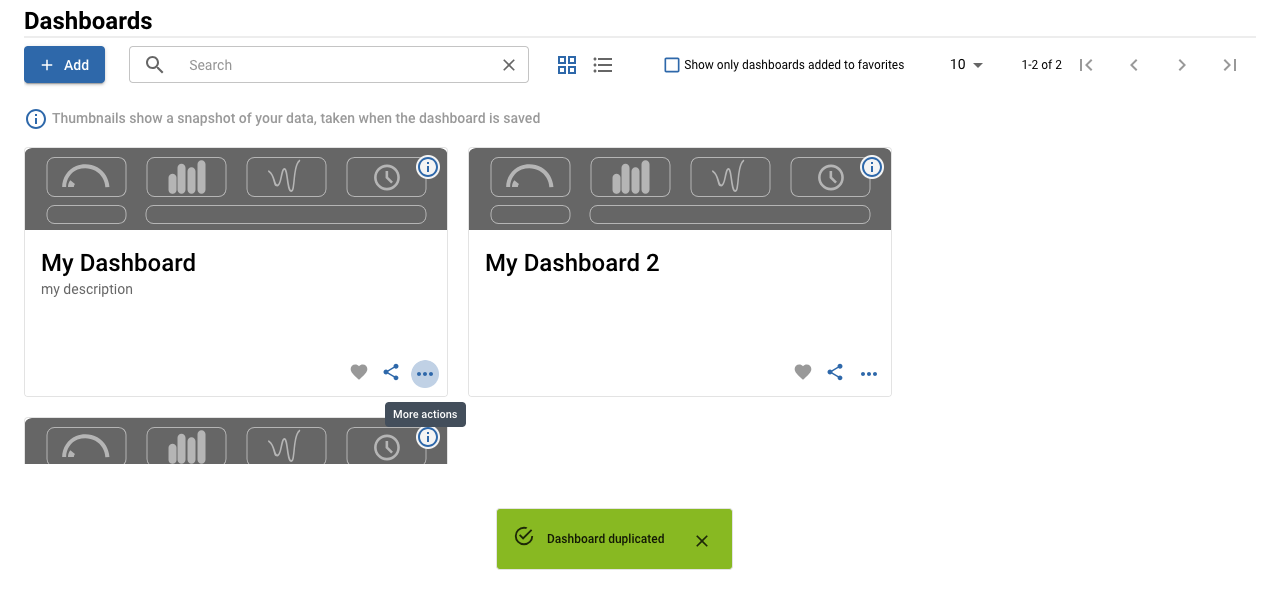 Dashboards
Add
Search
Show only dashboards added to favorites
10
1-2 of 2
Thumbnails show a snapshot of your data, taken when the dashboard is saved
My Dashboard
my description
My Dashboard 2
More actions
Dashboard duplicated